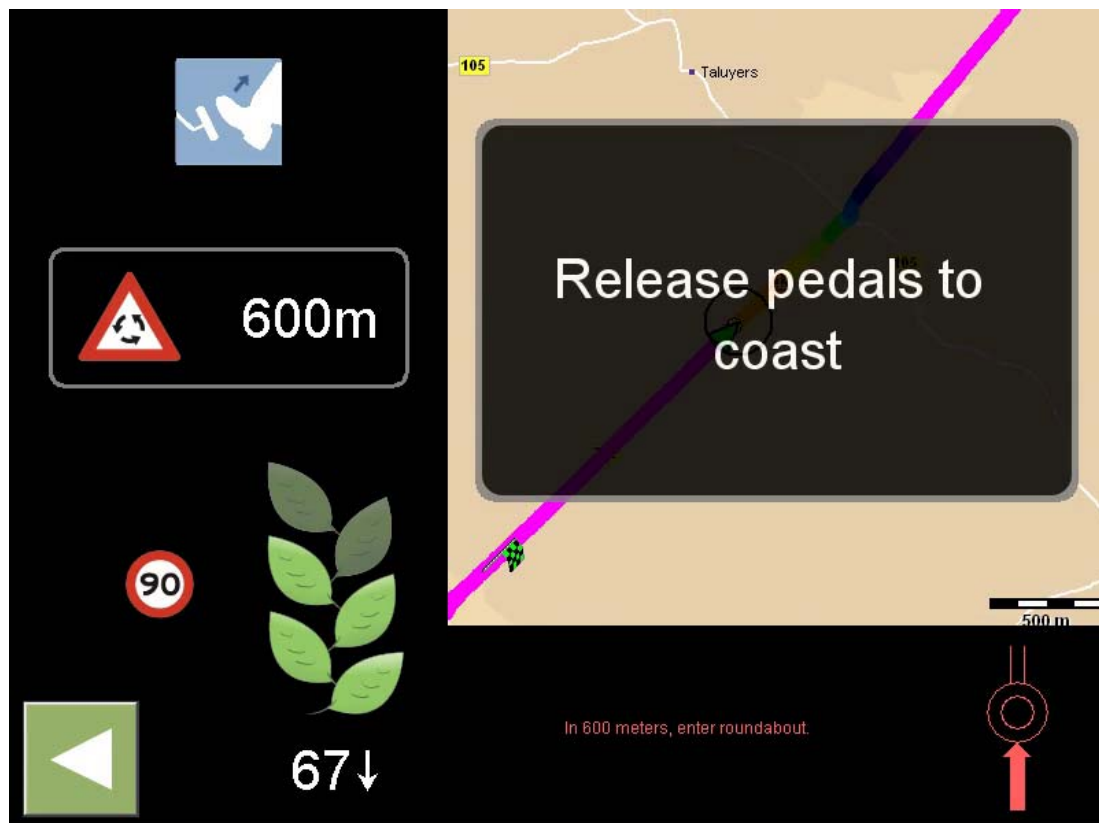 105
Taluyers
600m
105
Release pedals to
coast
90
500 m
In 600 meters, enter roundabout.
67↓